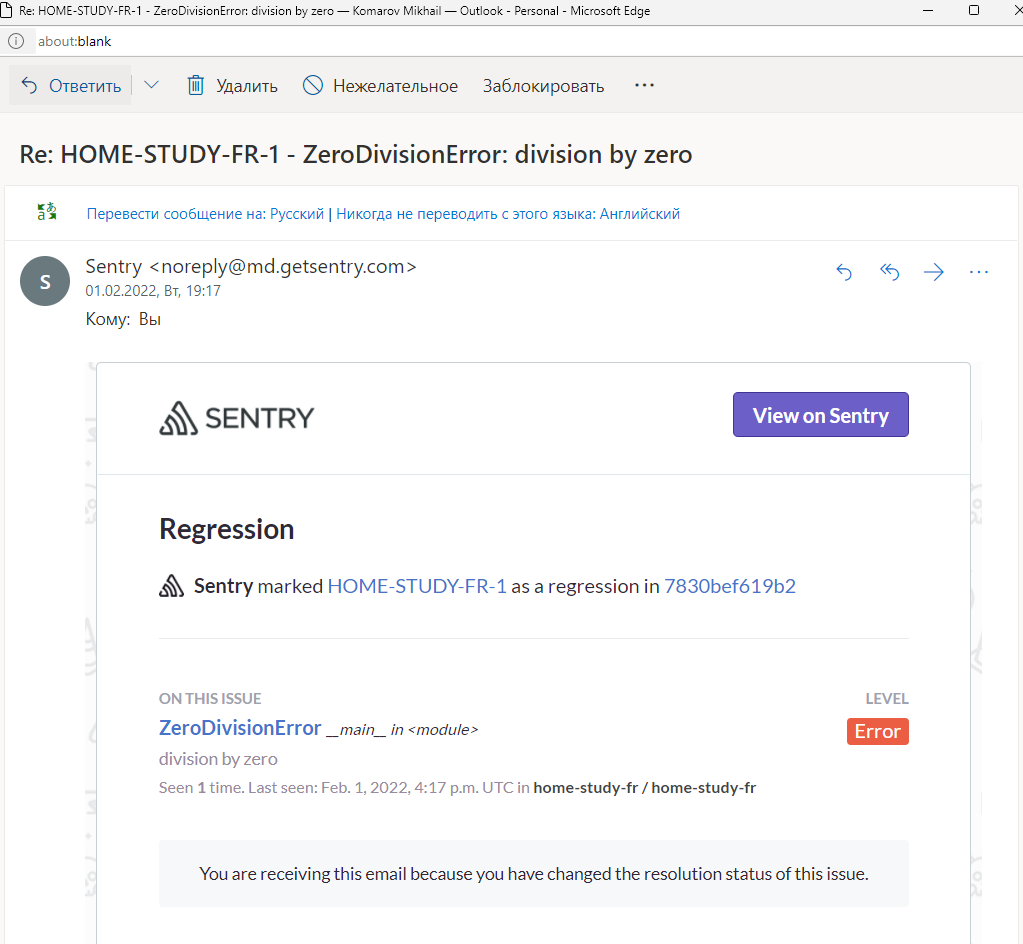 Re: HOME-STUDY-FR-1 - ZeroDivisionError: division by zero — Komarov Mikhail — Outlook - Personal - Microsoft Edge
about:blank
Ответить Удалить Нежелательное Заблокировать
Re: HOME-STUDY-FR-1 - ZeroDivisionError: division by zero
Перевести сообщение на: Русский | Никогда не переводить с этого языка: Английский
S
Sentry <noreply@md.getsentry.com>
01.02.2022, Вт, 19:17
Кому: Вы
SENTRY
View on Sentry
Regression
Sentry marked HOME-STUDY-FR-1 as a regression in 7830bef619b2
ON THIS ISSUE
LEVEL
ZeroDivisionError __main__ in <module>
Error
division by zero
Seen 1 time. Last seen: Feb. 1, 2022, 4:17 p.m. UTC in home-study-fr / home-study-fr
You are receiving this email because you have changed the resolution status of this issue.